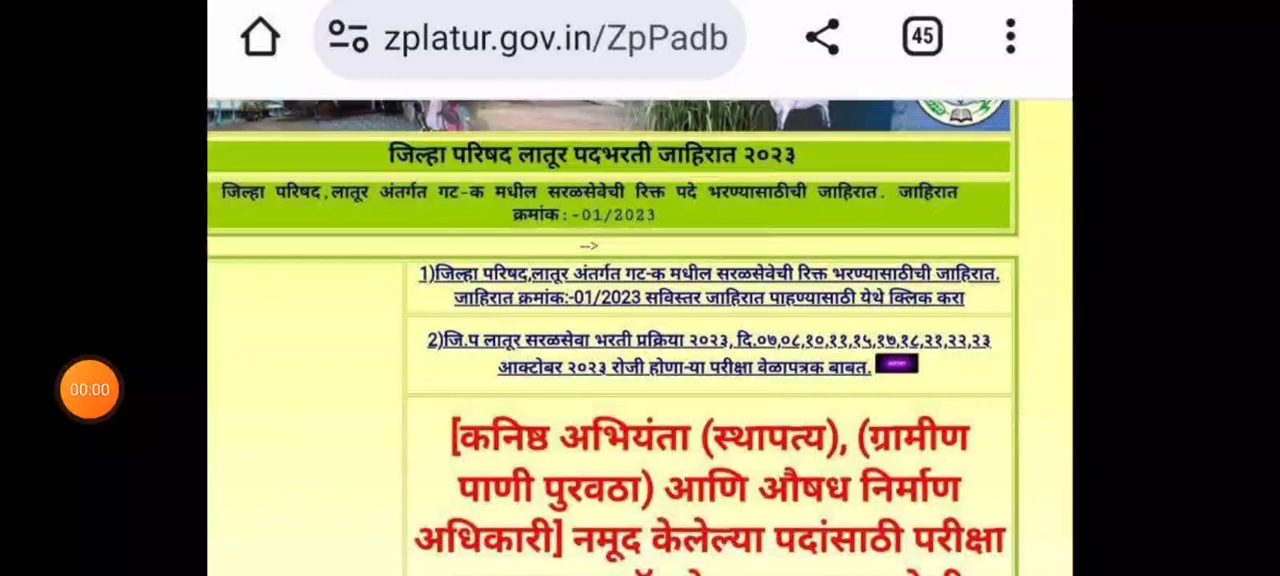 zplatur.gov.in/ZpPadb
45
जिल्हा परिषद लातूर पदभरती जाहिरात २०२३
जिल्हा परिषद,लातूर अंतर्गत गट-क मधील सरळसेवेची रिक्त पदे भरण्यासाठीची जाहिरात. जाहिरात
क्रमांक:-01/2023
-->
1)जिल्हा परिषद,लातूर अंतर्गत गट-क मधील सरळसेवेची रिक्त भरण्यासाठीची जाहिरात.
जाहिरात क्रमांक:-01/2023 सविस्तर जाहिरात पाहण्यासाठी येथे क्लिक करा
2)जि.प लातूर सरळसेवा भरती प्रक्रिया २०२३, दि.०७,०८,१०,११,१५,१७,१८,२१,२२,२३
आक्टोबर २०२३ रोजी होणा-या परीक्षा वेळापत्रक बाबत.
00:00
[कनिष्ठ अभियंता (स्थापत्य), (ग्रामीण
पाणी पुरवठा) आणि औषध निर्माण
अधिकारी] नमूद केलेल्या पदांसाठी परीक्षा